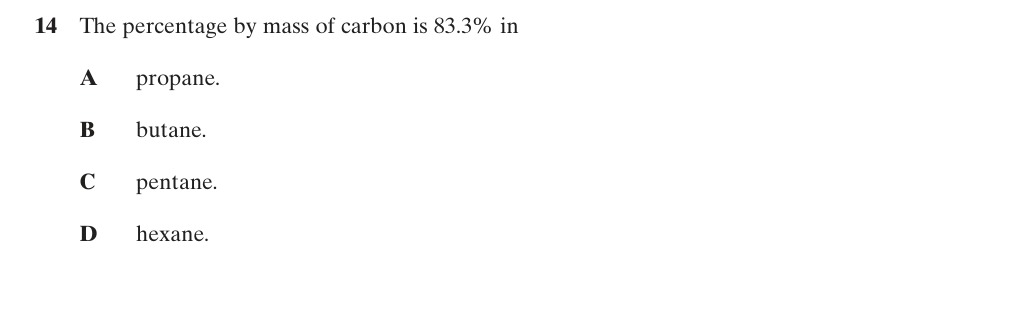 14 The percentage by mass of carbon is 83.3% in
A propane.
B butane.
C pentane.
D hexane.